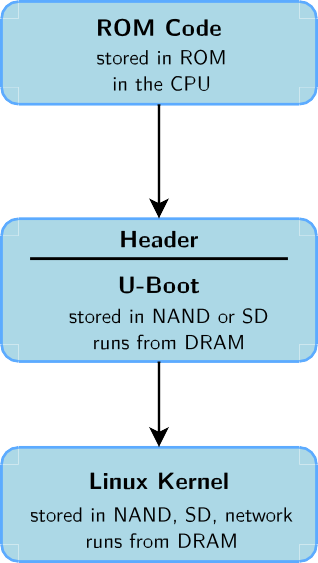 ROM Code
stored in ROM
in the CPU
Header
U-Boot
stored in NAND or SD
runs from DRAM
Linux Kernel
stored in NAND, SD, network
runs from DRAM